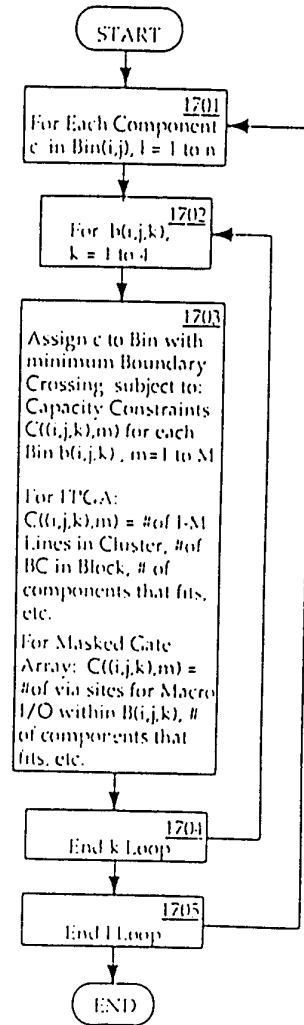 START
1701
For Each Component
c in Bin(i,j), l = 1 to n
1702
For b(i,j,k),
k = 1 to 4
1703
Assign c to Bin with
minimum Boundary
Crossing subject to:
Capacity Constraints
C((i,j,k),m) for each
Bin b(i,j,k), m=1 to M
For FPGA:
C((i,j,k),m) = #of I-M
Lines in Cluster, #of
BC in Block, # of
components that fits,
etc.
For Masked Gate
Array: C((i,j,k),m) =
#of via sites for Macro
I/O within B(i,j,k), #
of components that
fits, etc.
1704
End k Loop
1705
End l Loop
END